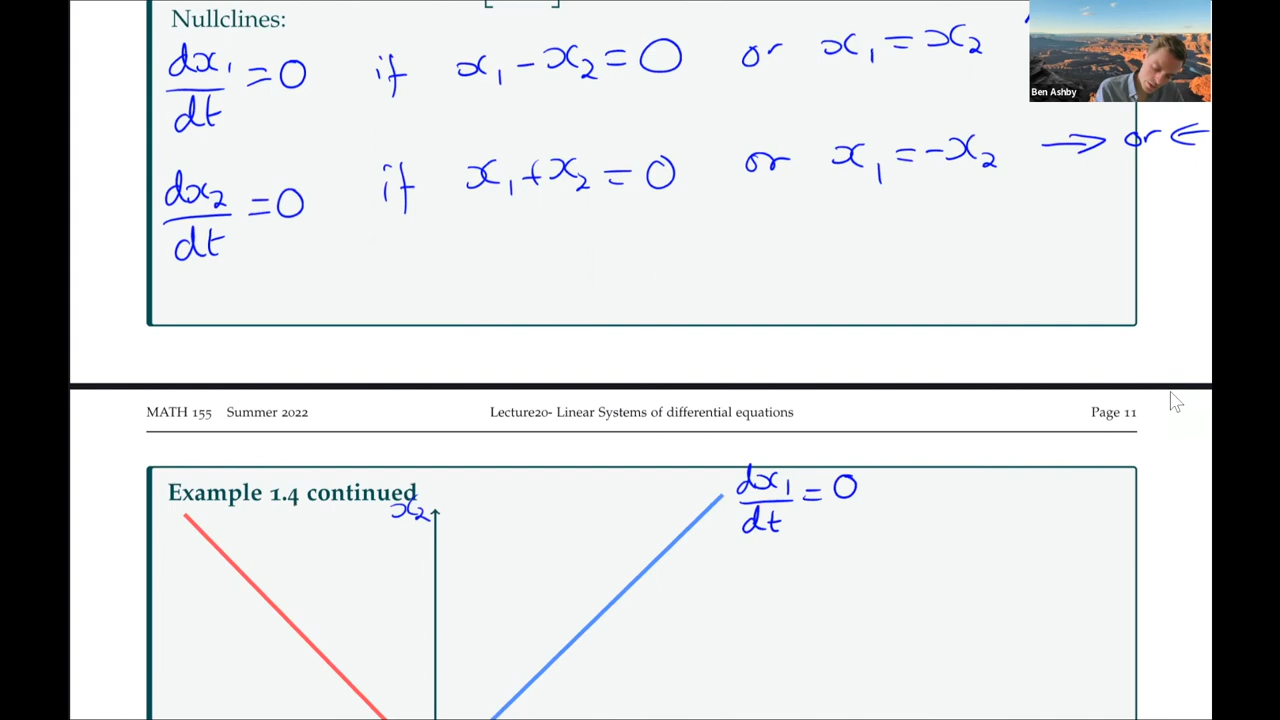 Nullclines:
dx₁/dt = 0 if x₁ - x₂ = 0 or x₁ = x₂
Ben Ashby
dx₂/dt = 0 if x₁ + x₂ = 0 or x₁ = -x₂ → or ←
MATH 155 Summer 2022 Lecture20- Linear Systems of differential equations Page 11
Example 1.4 continued
x₂
dx₁/dt = 0